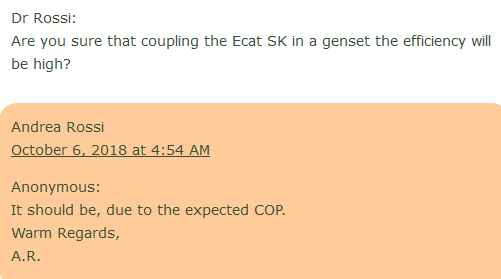 Dr Rossi:
Are you sure that coupling the Ecat SK in a genset the efficiency will
be high?
Andrea Rossi
October 6, 2018 at 4:54 AM
Anonymous:
It should be, due to the expected COP.
Warm Regards,
A.R.